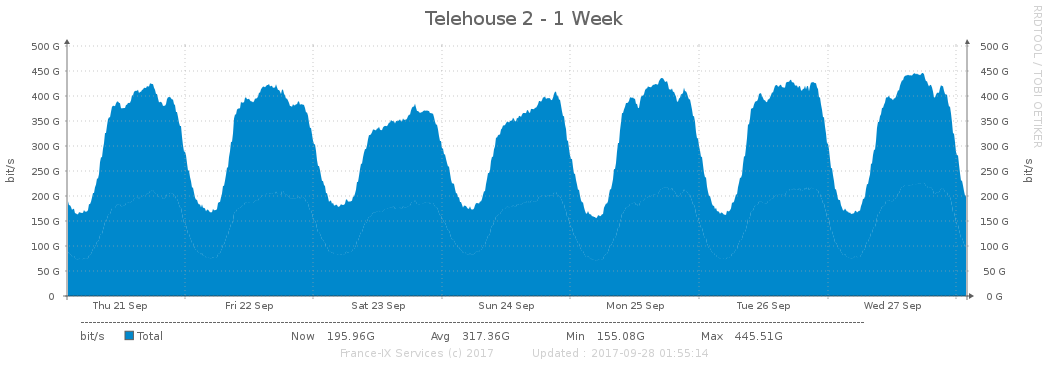 Telehouse 2 - 1 Week
RRDTOOL / TOBI OETIKER
500 G 500 G
450 G 450 G
400 G 400 G
350 G 350 G
300 G 300 G
250 G 250 G
200 G 200 G
150 G 150 G
100 G 100 G
50 G 50 G
0 0 G
bit/s
bit/s
Thu 21 Sep Fri 22 Sep Sat 23 Sep Sun 24 Sep Mon 25 Sep Tue 26 Sep Wed 27 Sep
bit/s Total Now 195.96G Avg 317.36G Min 155.08G Max 445.51G
France-IX Services (c) 2017 Updated : 2017-09-28 01:55:14